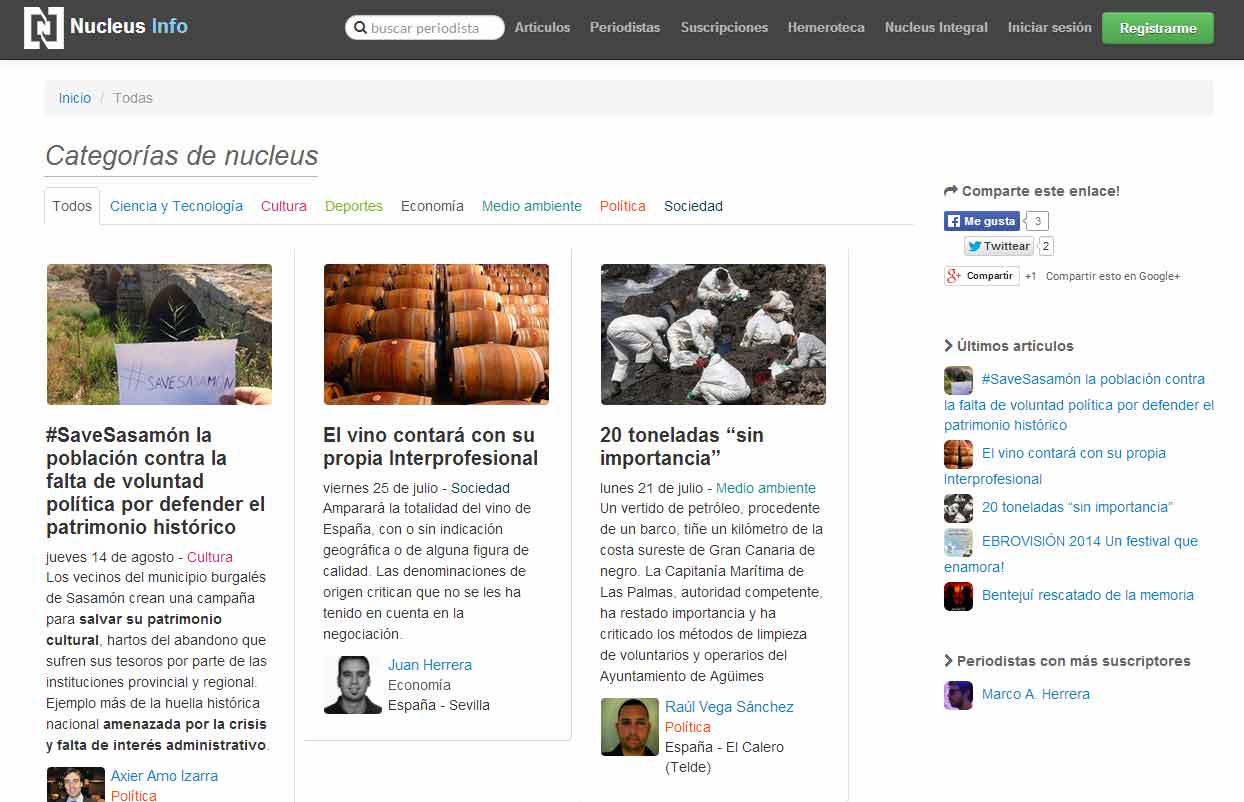 Nucleus Info
buscar periodista
Artículos
Periodistas
Suscripciones
Hemeroteca
Nucleus Integral
Iniciar sesión
Registrarme
Inicio / Todas
Categorías de nucleus
Todos
Ciencia y Tecnología
Cultura
Deportes
Economía
Medio ambiente
Política
Sociedad
#SAVESASAMÓN
#SaveSasamón la
población contra la
falta de voluntad
política por defender el
patrimonio histórico
jueves 14 de agosto - Cultura
Los vecinos del municipio burgalés
de Sasamón crean una campaña
para salvar su patrimonio
cultural, hartos del abandono que
sufren sus tesoros por parte de las
instituciones provincial y regional.
Ejemplo más de la huella histórica
nacional amenazada por la crisis
y falta de interés administrativo.
Axier Amo Izarra
Política
El vino contará con su
propia Interprofesional
viernes 25 de julio - Sociedad
Amparará la totalidad del vino de
España, con o sin indicación
geográfica o de alguna figura de
calidad. Las denominaciones de
origen critican que no se les ha
tenido en cuenta en la
negociación.
Juan Herrera
Economía
España - Sevilla
20 toneladas “sin
importancia”
lunes 21 de julio - Medio ambiente
Un vertido de petróleo, procedente
de un barco, tiñe un kilómetro de la
costa sureste de Gran Canaria de
negro. La Capitanía Marítima de
Las Palmas, autoridad competente,
ha restado importancia y ha
criticado los métodos de limpieza
de voluntarios y operarios del
Ayuntamiento de Agüimes
Raúl Vega Sánchez
Política
España - El Calero
(Telde)
Comparte este enlace!
Me gusta 3
Twittear 2
Compartir +1 Compartir esto en Google+
Últimos artículos
#SaveSasamón la población contra
la falta de voluntad política por defender el
patrimonio histórico
El vino contará con su propia
Interprofesional
20 toneladas “sin importancia”
EBROVISIÓN 2014 Un festival que
enamora!
Bentejuí rescatado de la memoria
Periodistas con más suscriptores
Marco A. Herrera